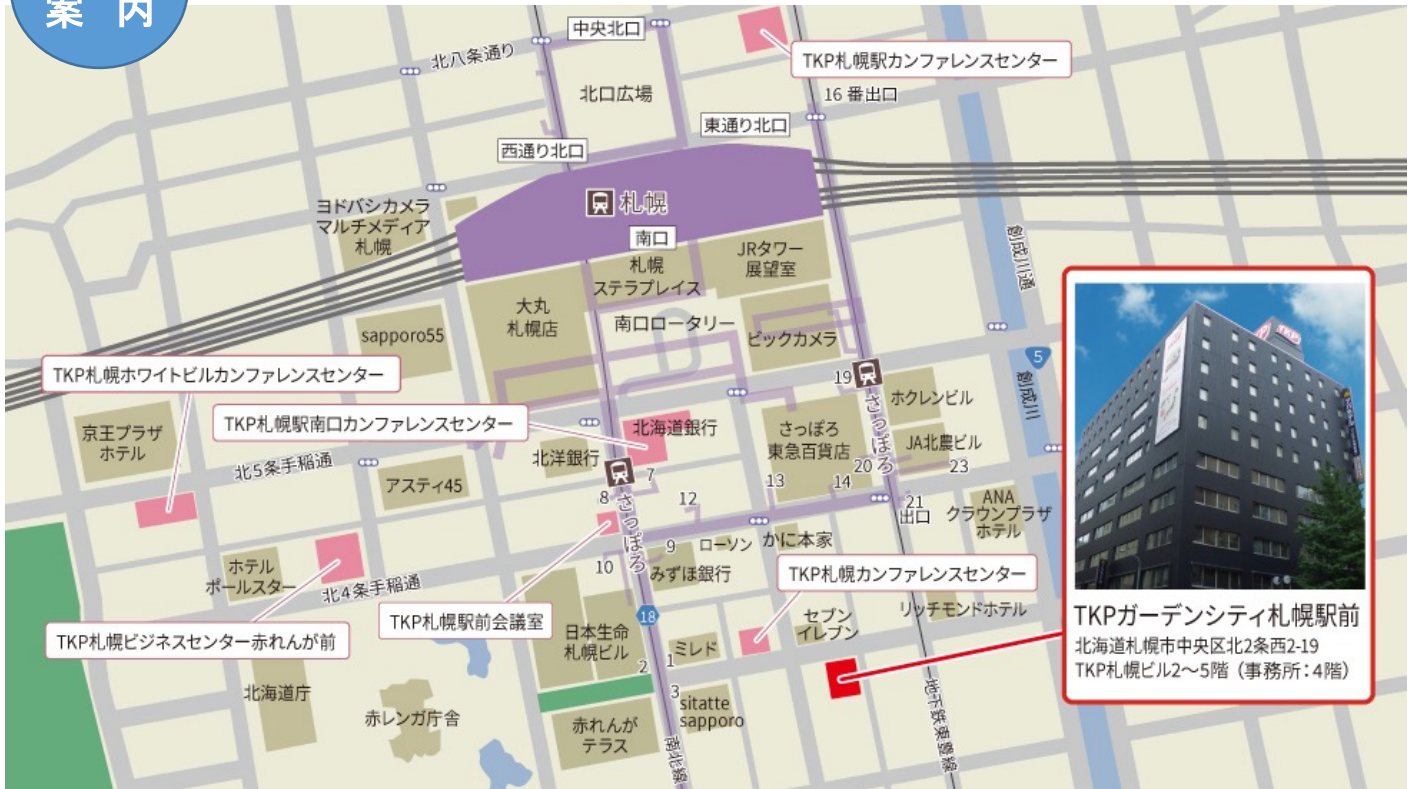 案 内
中央北口
北八条通り
TKP札幌駅カンファレンスセンター
北口広場
16 番出口
東通り北口
西通り北口
札幌
ヨドバシカメラ
マルチメディア
札幌
南口
札幌
ステラプレイス
JRタワー
展望室
創成川通
大丸
札幌店
南口ロータリー
sapporo55
ビックカメラ
5
創成川
TKP札幌ホワイトビルカンファレンスセンター
19
さっぽろ
ホクレンビル
TKP札幌駅南口カンファレンスセンター
北海道銀行
さっぽろ
東急百貨店
JA北農ビル
京王プラザ
ホテル
北5条手稲通
北洋銀行
アスティ45
7
8
さっぽろ
12
13
14
20
23
21
出口
ANA
クラウンプラザ
ホテル
9
ローソン
かに本家
10
みずほ銀行
ホテル
ポールスター
北4条手稲通
TKP札幌カンファレンスセンター
TKP札幌駅前会議室
18
セブン
イレブン
リッチモンドホテル
TKP札幌ビジネスセンター赤れんが前
日本生命
札幌ビル
2
1
ミレド
3
sitatte
sapporo
北海道庁
赤レンガ庁舎
赤れんが
テラス
南北線
地下鉄東豊線
TKP
TKPガーデンシティ札幌駅前
北海道札幌市中央区北2条西2-19
TKP札幌ビル2～5階（事務所：4階）